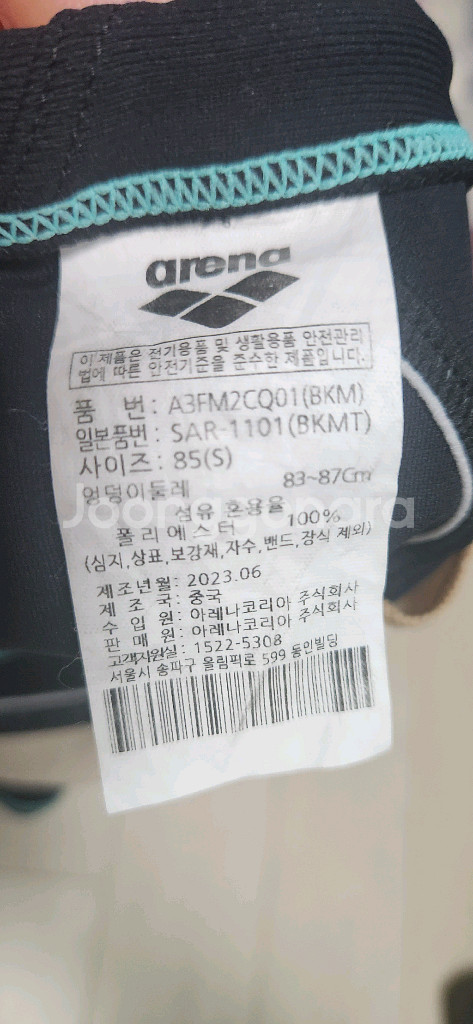 arena
이 제품은 전기용품 및 생활용품 안전관리
법에 따른 안전기준을 준수한 제품입니다.
품 번: A3FM2CQ01(BKM)
일본품번: SAR-1101(BKMT)
사이즈: 85(S)
엉덩이둘레 83~87Cm
섬유 혼용율
폴리에스터 100%
(심지,상표,보강재,자수,밴드,장식 제외)
제조년월: 2023.06
제 조 국: 중국
수 입 원: 아레나코리아 주식회사
판 매 원: 아레나코리아 주식회사
고객지원실: 1522-5308
서울시 송파구 올림픽로 599 동인빌딩
Joonggonara